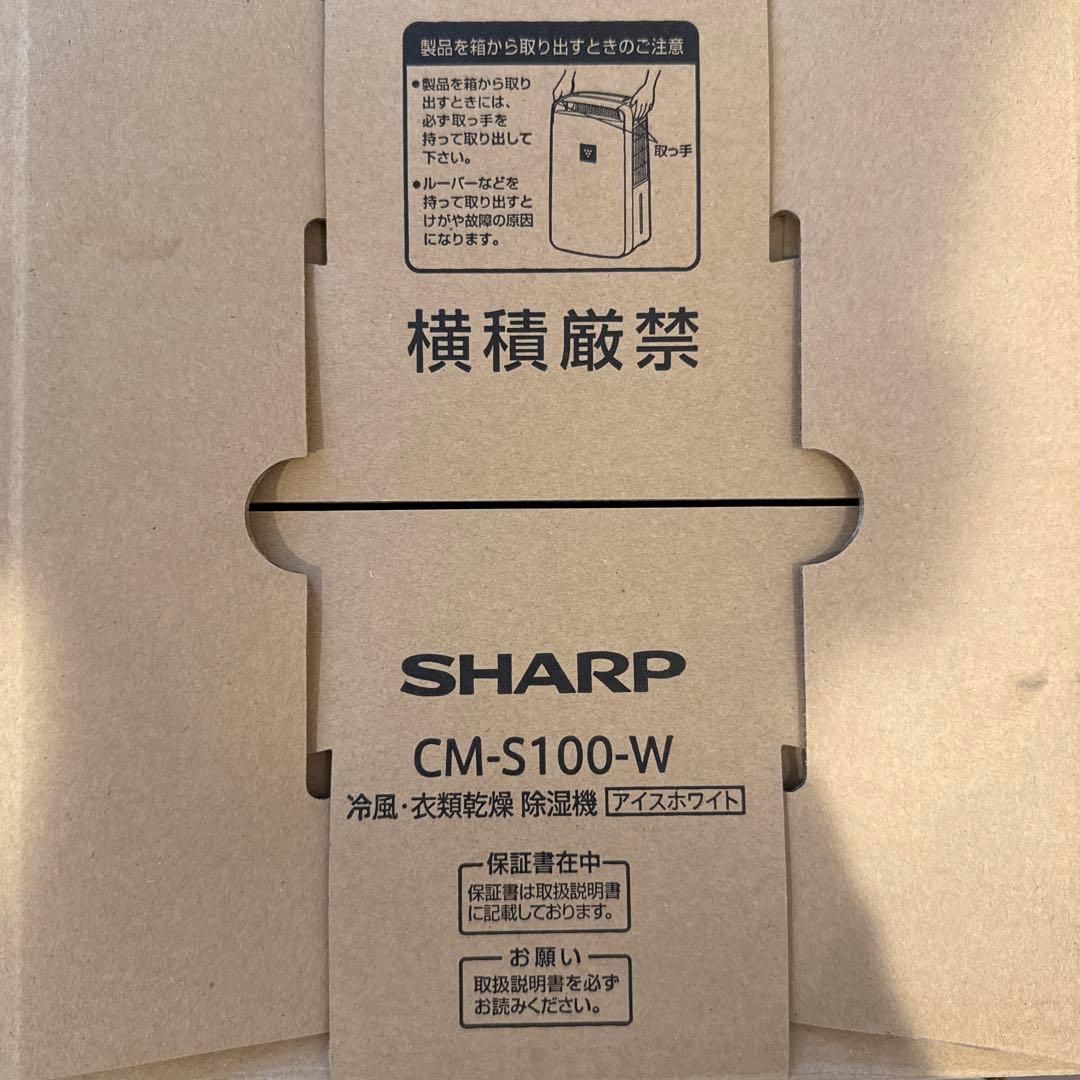 製品を箱から取り出すときのご注意
●製品を箱から取り
出すときには、
必ず取っ手を
持って取り出して
下さい。
●ルーバーなどを
持って取り出すと
けがや故障の原因
になります。
取っ手
横積厳禁
SHARP
CM-S100-W
冷風・衣類乾燥 除湿機 アイスホワイト
保証書在中
保証書は取扱説明書
に記載しております。
お願い
取扱説明書を必ず
お読みください。